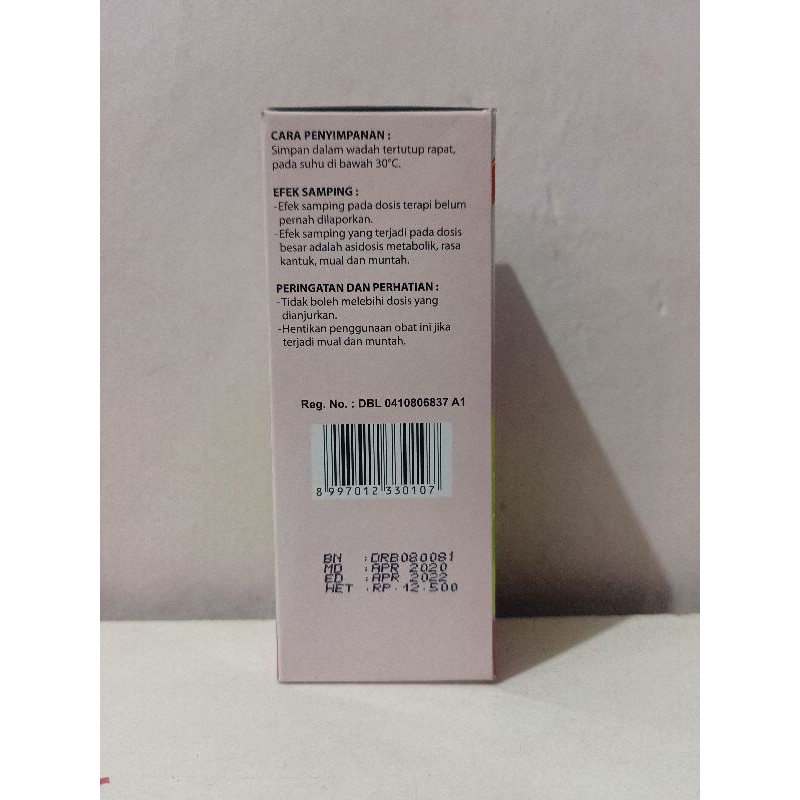 CARA PENYIMPANAN :
Simpan dalam wadah tertutup rapat,
pada suhu di bawah 30°C.
EFEK SAMPING :
-Efek samping pada dosis terapi belum
pernah dilaporkan.
-Efek samping yang terjadi pada dosis
besar adalah asidosis metabolik, rasa
kantuk, mual dan muntah.
PERINGATAN DAN PERHATIAN :
-Tidak boleh melebihi dosis yang
dianjurkan.
-Hentikan penggunaan obat ini jika
terjadi mual dan muntah.
Reg. No. : DBL 0410806837 A1
8 997012 330107
BN : DRB080081
MD : APR 2020
ED : APR 2022
HET : RP. 12.500